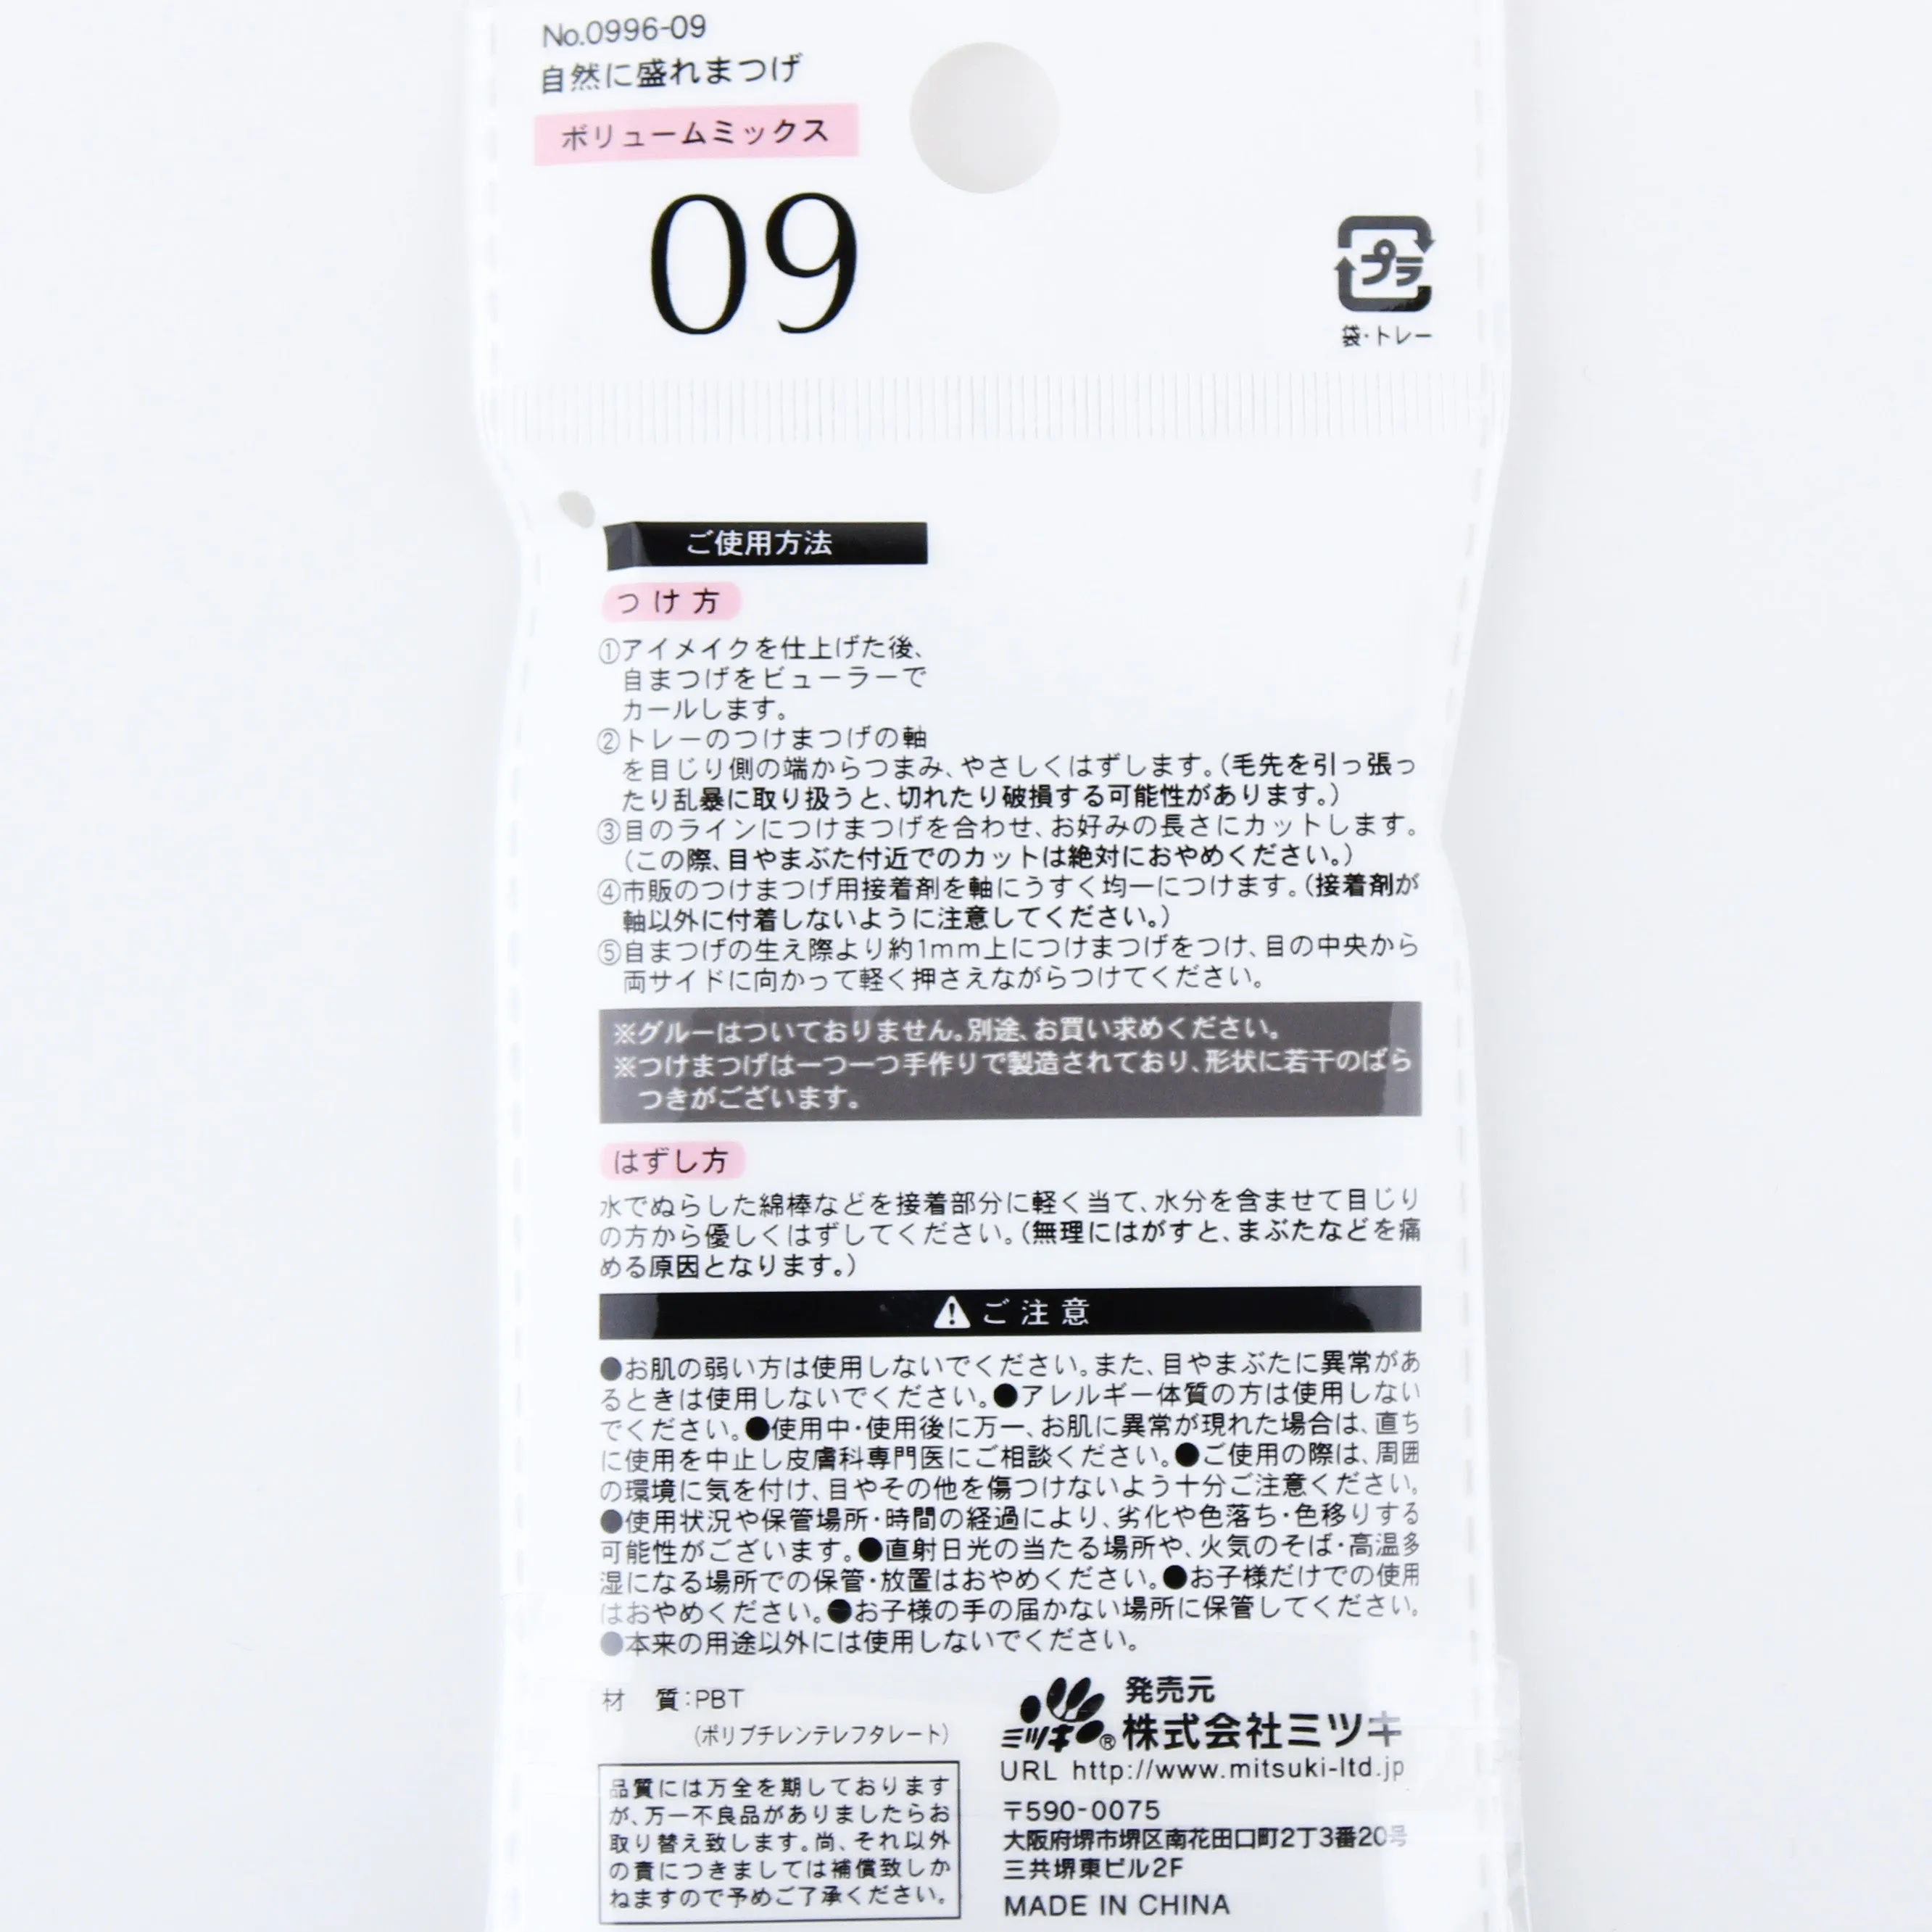 No.0996-09
自然に盛れまつげ
ボリュームミックス
09
プラ
袋・トレー
ご使用方法
つけ方
①アイメイクを仕上げた後、
自まつげをビューラーで
カールします。
②トレーのつけまつげの軸
を目じり側の端からつまみ、やさしくはずします。(毛先を引っ張っ
たり乱暴に取り扱うと、切れたり破損する可能性があります。)
③目のラインにつけまつげを合わせ、お好みの長さにカットします。
(この際、目やまぶた付近でのカットは絶対におやめください。)
④市販のつけまつげ用接着剤を軸にうすく均一につけます。(接着剤が
軸以外に付着しないように注意してください。)
⑤自まつげの生え際より約1mm上につけまつげをつけ、目の中央から
両サイドに向かって軽く押さえながらつけてください。
※グルーはついておりません。別途、お買い求めください。
※つけまつげは一つ一つ手作りで製造されており、形状に若干のばら
つきがございます。
はずし方
水でぬらした綿棒などを接着部分に軽く当て、水分を含ませて目じり
の方から優しくはずしてください。(無理にはがすと、まぶたなどを痛
める原因となります。)
ご注意
●お肌の弱い方は使用しないでください。また、目やまぶたに異常があ
るときは使用しないでください。●アレルギー体質の方は使用しない
でください。●使用中・使用後に万一、お肌に異常が現れた場合は、直ち
に使用を中止し皮膚科専門医にご相談ください。●ご使用の際は、周囲
の環境に気を付け、目やその他を傷つけないよう十分ご注意ください。
●使用状況や保管場所・時間の経過により、劣化や色落ち・色移りする
可能性がございます。●直射日光の当たる場所や、火気のそば・高温多
湿になる場所での保管・放置はおやめください。●お子様だけでの使用
はおやめください。●お子様の手の届かない場所に保管してください。
●本来の用途以外には使用しないでください。
材 質:PBT
(ポリブチレンテレフタレート)
品質には万全を期しております
が、万一不良品がありましたらお
取り替え致します。尚、それ以外
の責につきましては補償致しか
ねますので予めご了承ください。
発売元
ミツキ® 株式会社ミツキ
URL http://www.mitsuki-ltd.jp
〒590-0075
大阪府堺市堺区南花田口町2丁3番20号
三共堺東ビル2F
MADE IN CHINA